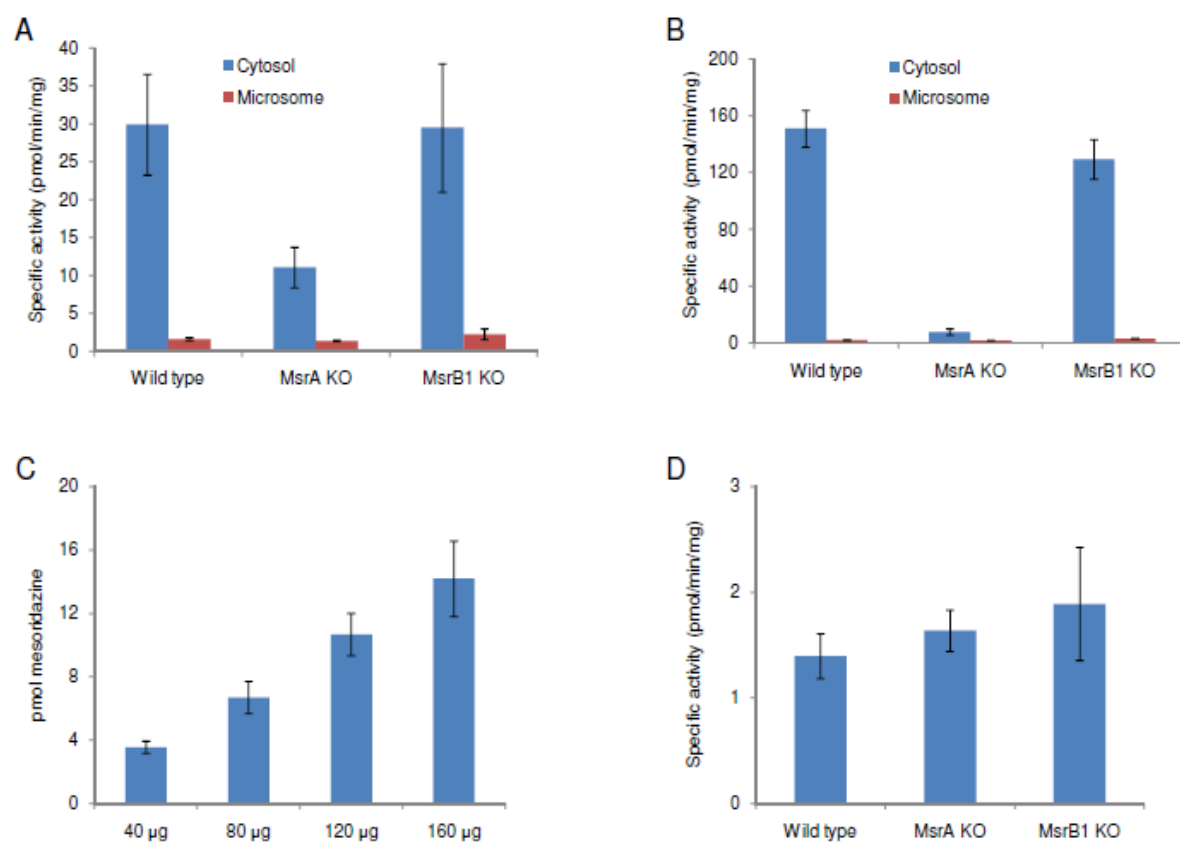 A
Specific activity (pmol/min/mg)
40
35
30
25
20
15
10
5
0
Cytosol
Microsome
Wild type MsrA KO MsrB1 KO
B
Specific activity (pmol/min/mg)
200
160
120
80
40
0
Cytosol
Microsome
Wild type MsrA KO MsrB1 KO
C
pmol mesoridazine
20
16
12
8
4
0
40 µg 80 µg 120 µg 160 µg
D
Specific activity (pmol/min/mg)
3
2
1
0
Wild type MsrA KO MsrB1 KO